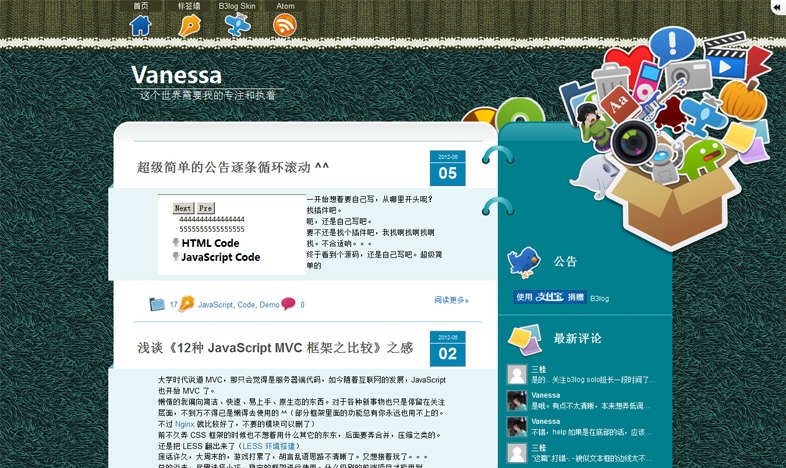 首页 标签墙 B3log Skin Atom
Vanessa
这个世界需要我的专注和执着
超级简单的公告逐条循环滚动 ^^
2012-06
05
Next Pre
4444444444444444
5555555555555555
HTML Code
JavaScript Code
一开始想着要自己写，从哪里开头呢？
找插件吧。
呃，还是自己写吧。
要不还是找个插件吧，我找啊找啊找啊
找。不合适呐。。。
终于看到个源码，还是自己写吧。超级简
单的
17 JavaScript, Code, Demo 0
阅读更多»
浅谈《12种 JavaScript MVC 框架之比较》之感
2012-06
02
大学时代说道 MVC，那只会觉得是服务器端代码，如今随着互联网的发展，JavaScript
也开始 MVC 了。
懒惰的我偏向简洁、快速、易上手、原生态的东西。对于各种新事物也只是停留在关注
层面，不到万不得已是懒得去使用的 ^^（部分框架里面的功能总有你永远也用不上的。
不过 Nginx 就比较好了，不要的模块可以删了）
前不久弄 CSS 框架的时候也不想着用什么其它的东东，后面要弄合并，压缩之类的。
还是把 LESS 翻出来了（LESS 环境搭建）
废话许久，大周末的，游戏打累了，胡言乱语思路不清晰了。又想接着玩了。。。
公告
使用 支付宝 捐赠 B3log
最新评论
三桂
是的... 关注b3log solo挺长一段时间了...
Vanessa
是哦。有点不太清晰，本来想弄低调...
Vanessa
不错，help 如果是在底部的话，应该...
三桂
"这篇".打错-. - 貌似文本框的边线太不...
Aa